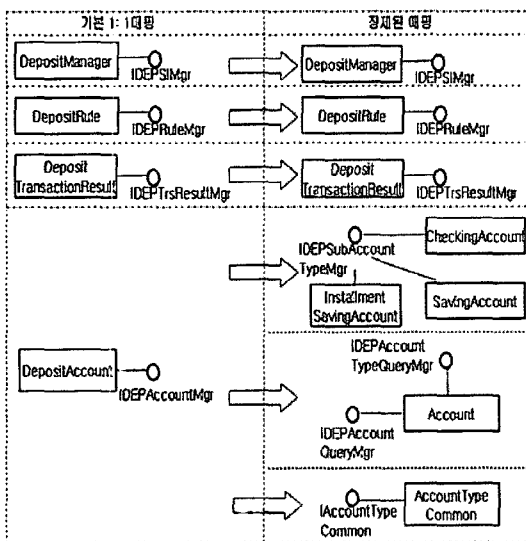 기본 1:1매핑
정제된 매핑
DepositManager
IDEPSIMgr
DepositManager
IDEPSIMgr
DepositRule
IDEPRuleMgr
DepositRule
IDEPRuleMgr
Deposit
TransactionResult
IDEPTrsResultMgr
Deposit
TransactionResult
IDEPTrsResultMgr
DepositAccount
IDEPAccountMgr
IDEPSubAccount
TypeMgr
CheckingAccount
Instalment
SavingAccount
SavingAccount
IDEPAccount
TypeQueryMgr
IDEPAccount
QueryMgr
Account
IAccountType
Common
AccountType
Common